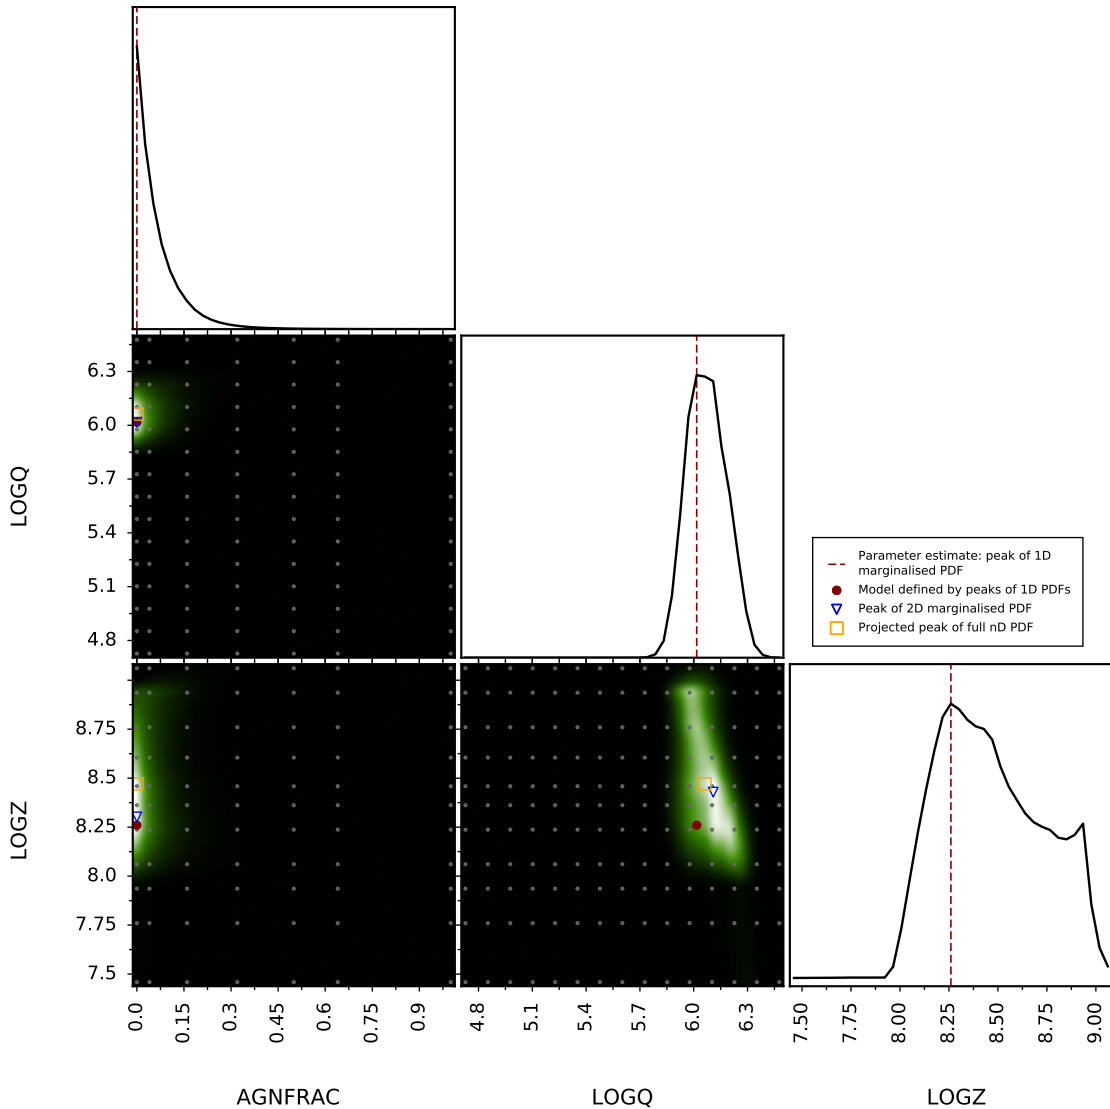 6.3
6.0
5.7
5.4
5.1
4.8
LOGQ
Parameter estimate: peak of 1D
marginalised PDF
Model defined by peaks of 1D PDFs
Peak of 2D marginalised PDF
Projected peak of full nD PDF
8.75
8.5
8.25
8.0
7.75
7.5
LOGZ
0.0 0.15 0.3 0.45 0.6 0.75 0.9
4.8 5.1 5.4 5.7 6.0 6.3
7.50 7.75 8.00 8.25 8.50 8.75 9.00
AGNFRAC LOGQ LOGZ